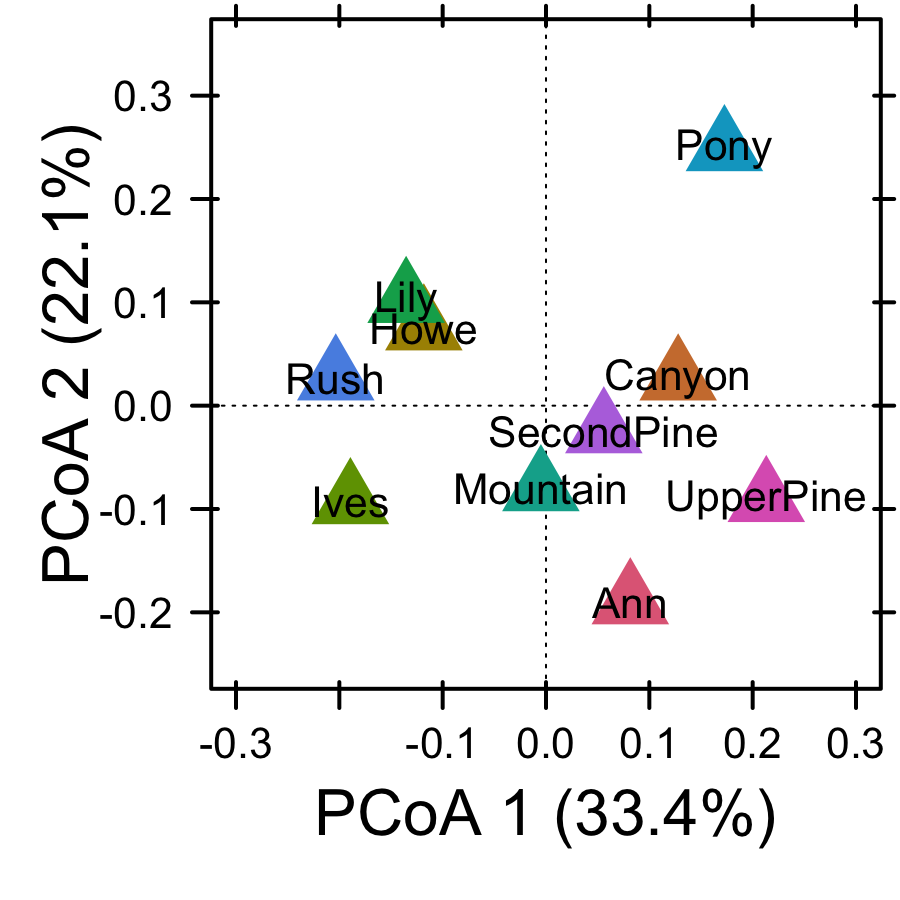 0.3
0.2
0.1
0.0
-0.1
-0.2
PCoA 2 (22.1%)
Pony
Lily
Howe
Rush
Canyon
SecondPine
Mountain
UpperPine
Ives
Ann
-0.3
-0.1
0.0
0.1
0.2
0.3
PCoA 1 (33.4%)